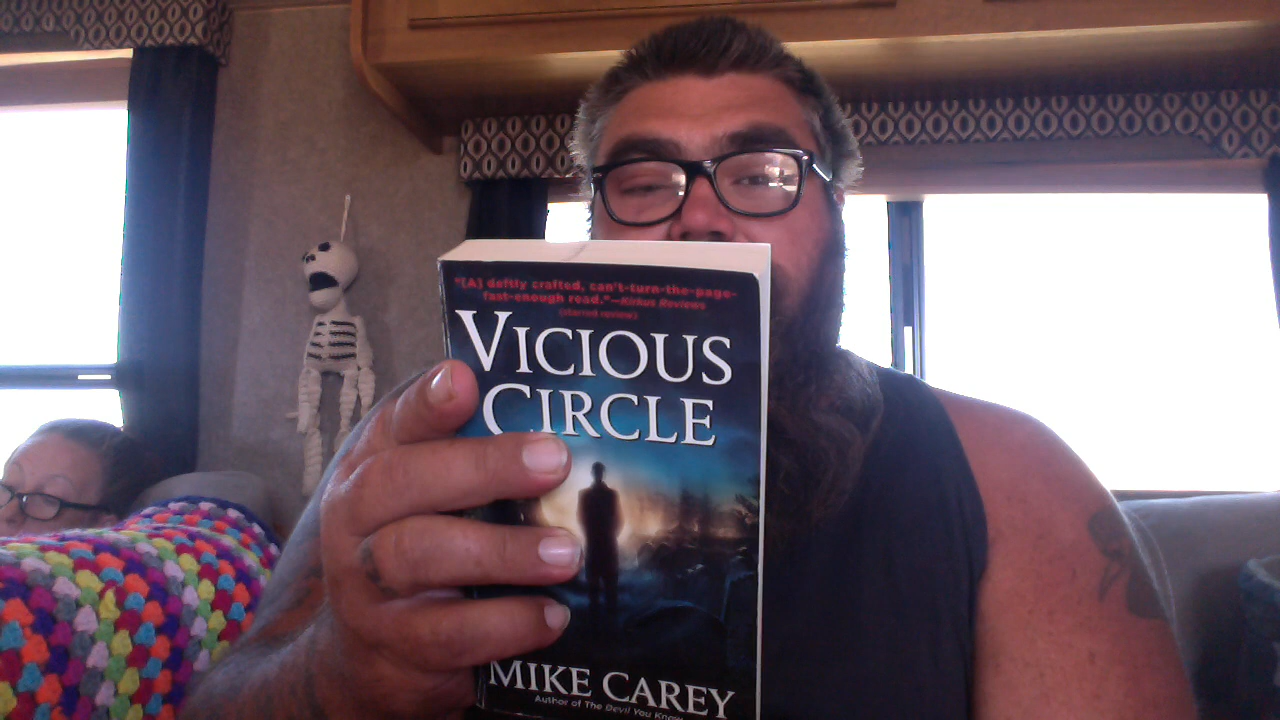 "[A] deftly crafted, can't-turn-the-page-
fast-enough read."—Kirkus Reviews
(starred review)
VICIOUS
CIRCLE
MIKE CAREY
Author of The Devil You Know